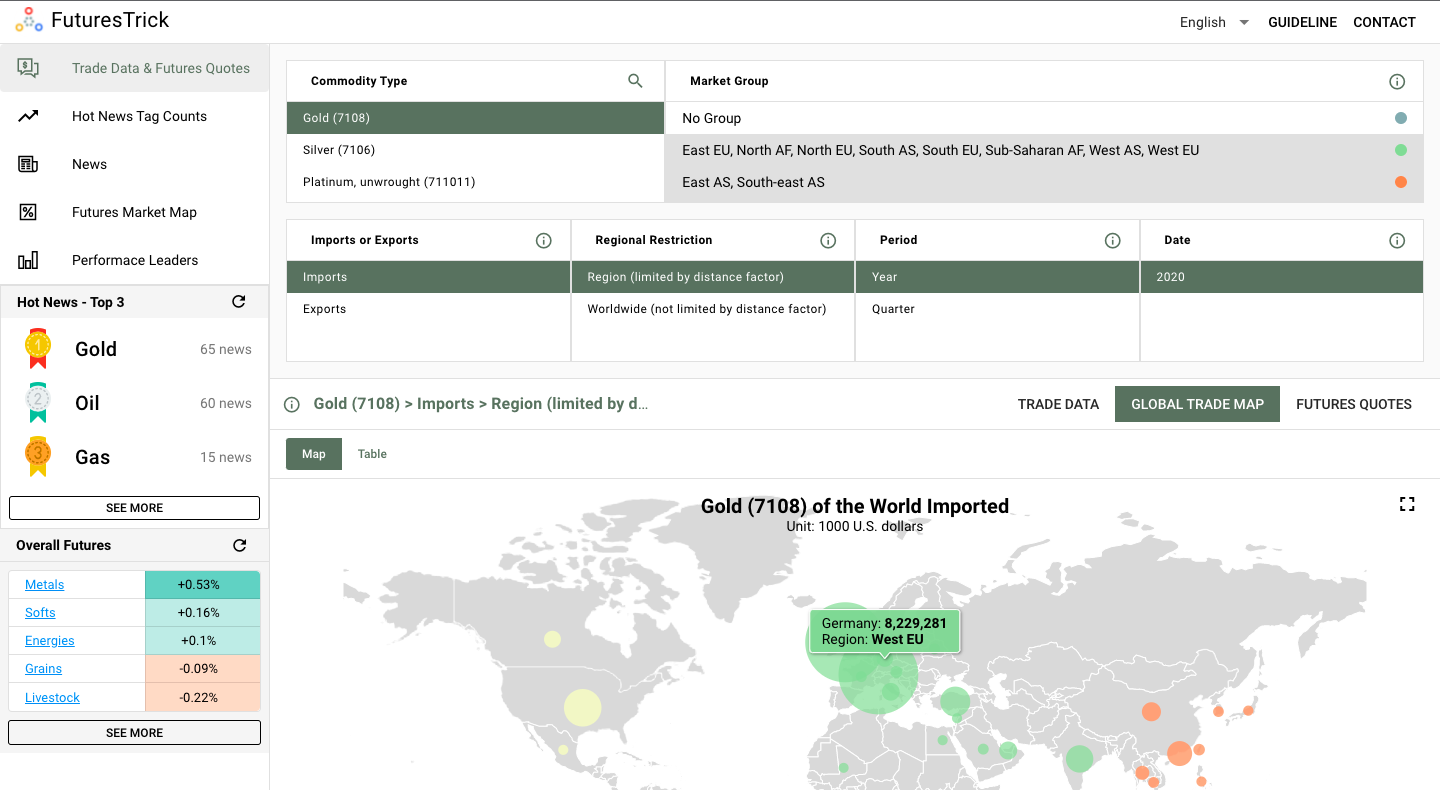 FuturesTrick
English
GUIDELINE
CONTACT
Trade Data & Futures Quotes
Hot News Tag Counts
News
Futures Market Map
Performace Leaders
Hot News - Top 3
1
Gold
65 news
2
Oil
60 news
3
Gas
15 news
SEE MORE
Overall Futures
Metals +0.53%
Softs +0.16%
Energies +0.1%
Grains -0.09%
Livestock -0.22%
SEE MORE
Commodity Type
Gold (7108)
Silver (7106)
Platinum, unwrought (711011)
Market Group
No Group
East EU, North AF, North EU, South AS, South EU, Sub-Saharan AF, West AS, West EU
East AS, South-east AS
Imports or Exports
Imports
Exports
Regional Restriction
Region (limited by distance factor)
Worldwide (not limited by distance factor)
Period
Year
Quarter
Date
2020
Gold (7108) > Imports > Region (limited by d…
TRADE DATA
GLOBAL TRADE MAP
FUTURES QUOTES
Map
Table
Gold (7108) of the World Imported
Unit: 1000 U.S. dollars
Germany: 8,229,281
Region: West EU